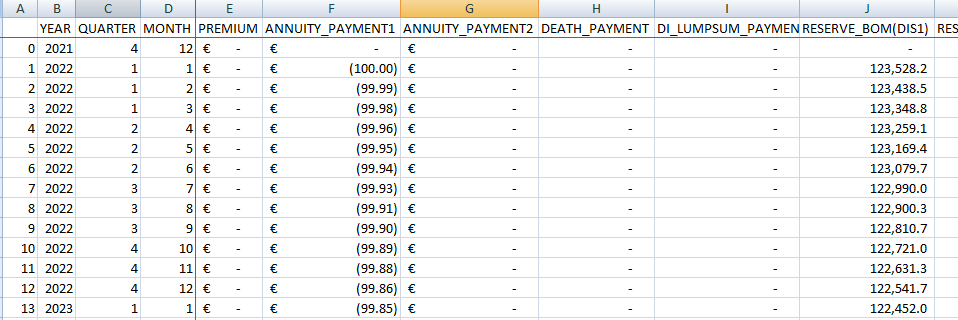 A B C D E F G H I J
YEAR QUARTER MONTH PREMIUM ANNUITY_PAYMENT1 ANNUITY_PAYMENT2 DEATH_PAYMENT DI_LUMPSUM_PAYMEN RESERVE_BOM(DIS1) RES
0 2021 4 12 € - € - € - - - -
1 2022 1 1 € - € (100.00) € - - - 123,528.2
2 2022 1 2 € - € (99.99) € - - - 123,438.5
3 2022 1 3 € - € (99.98) € - - - 123,348.8
4 2022 2 4 € - € (99.96) € - - - 123,259.1
5 2022 2 5 € - € (99.95) € - - - 123,169.4
6 2022 2 6 € - € (99.94) € - - - 123,079.7
7 2022 3 7 € - € (99.93) € - - - 122,990.0
8 2022 3 8 € - € (99.91) € - - - 122,900.3
9 2022 3 9 € - € (99.90) € - - - 122,810.7
10 2022 4 10 € - € (99.89) € - - - 122,721.0
11 2022 4 11 € - € (99.88) € - - - 122,631.3
12 2022 4 12 € - € (99.86) € - - - 122,541.7
13 2023 1 1 € - € (99.85) € - - - 122,452.0